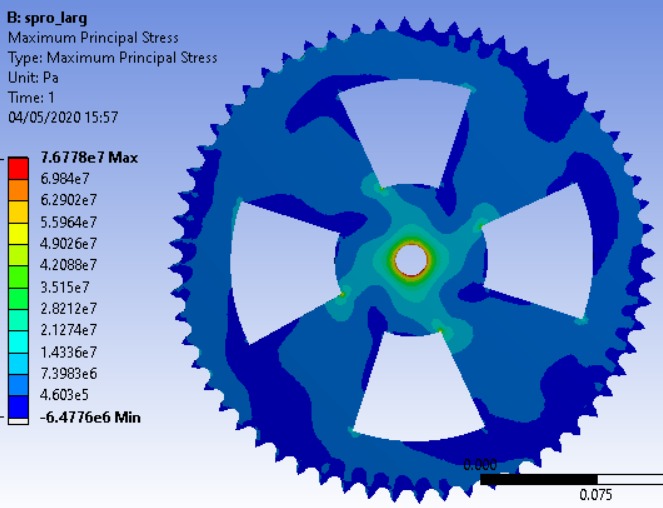 B: spro_larg
Maximum Principal Stress
Type: Maximum Principal Stress
Unit: Pa
Time: 1
04/05/2020 15:57
7.6778e7 Max
6.984e7
6.2902e7
5.5964e7
4.9026e7
4.2088e7
3.515e7
2.8212e7
2.1274e7
1.4336e7
7.3983e6
4.603e5
-6.4776e6 Min
0.000
0.075